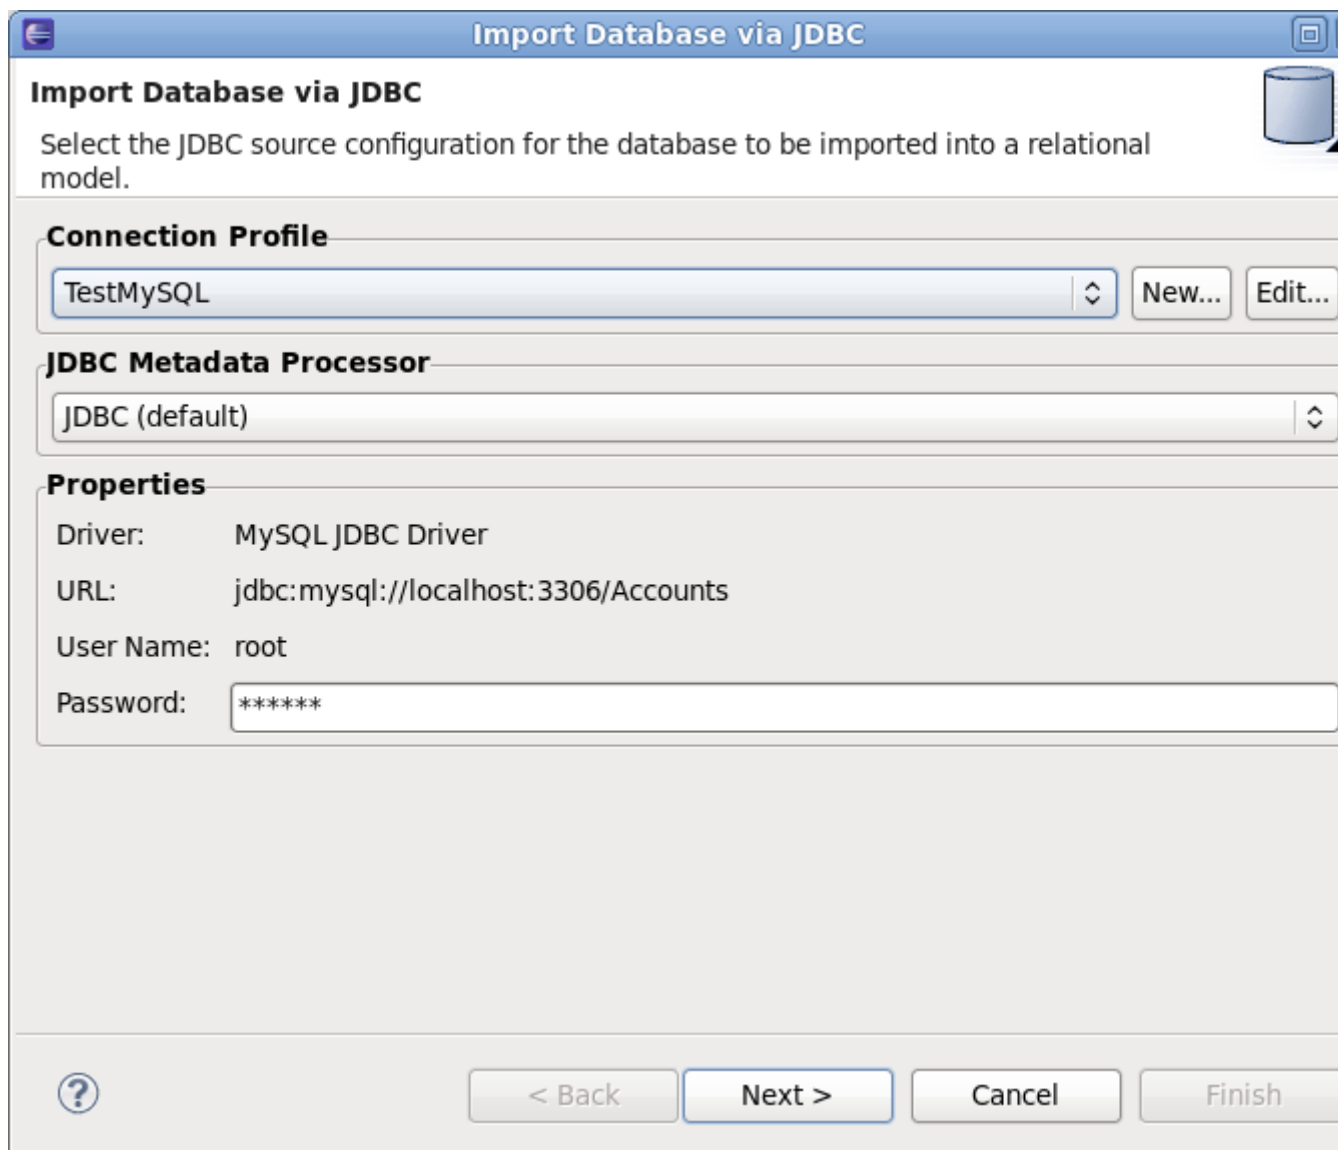 Import Database via JDBC
Import Database via JDBC
Select the JDBC source configuration for the database to be imported into a relational
model.
Connection Profile
TestMySQL New... Edit...
JDBC Metadata Processor
JDBC (default)
Properties
Driver: MySQL JDBC Driver
URL: jdbc:mysql://localhost:3306/Accounts
User Name: root
Password: ******
? < Back Next > Cancel Finish